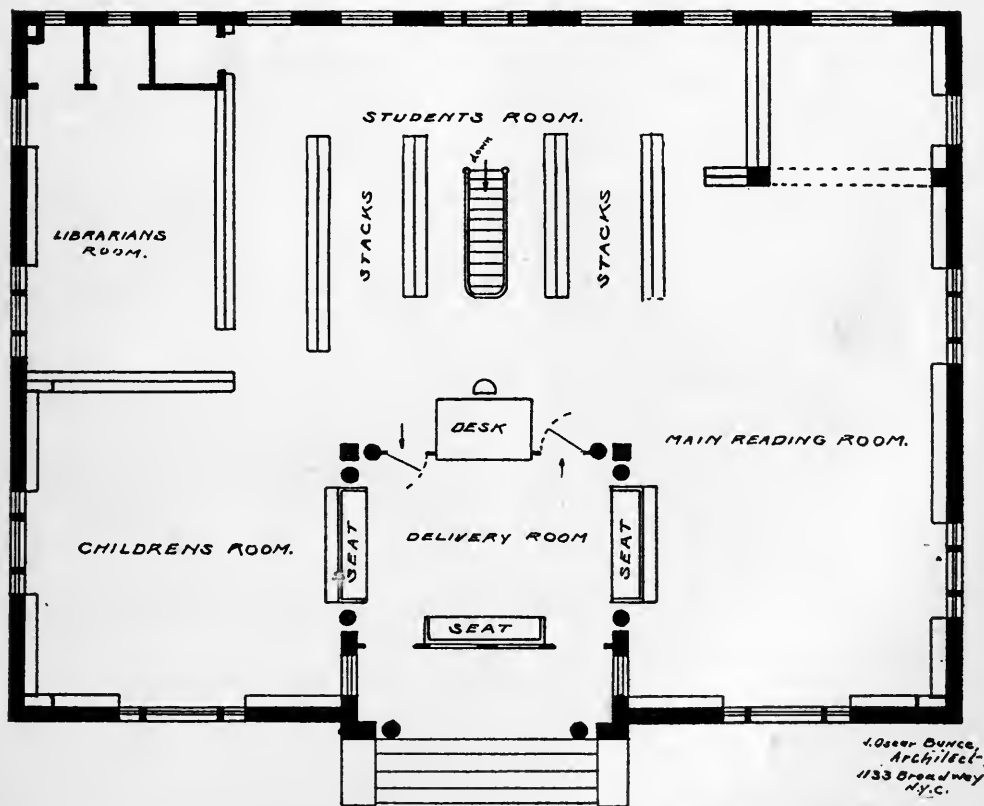 STUDENTS ROOM.
down
LIBRARIANS
ROOM.
STACKS
STACKS
DESK
MAIN READING ROOM.
CHILDRENS ROOM.
SEAT
DELIVERY ROOM
SEAT
SEAT
J. Oscar Bunce,
Architect,
1133 Broadway
N.Y.C.